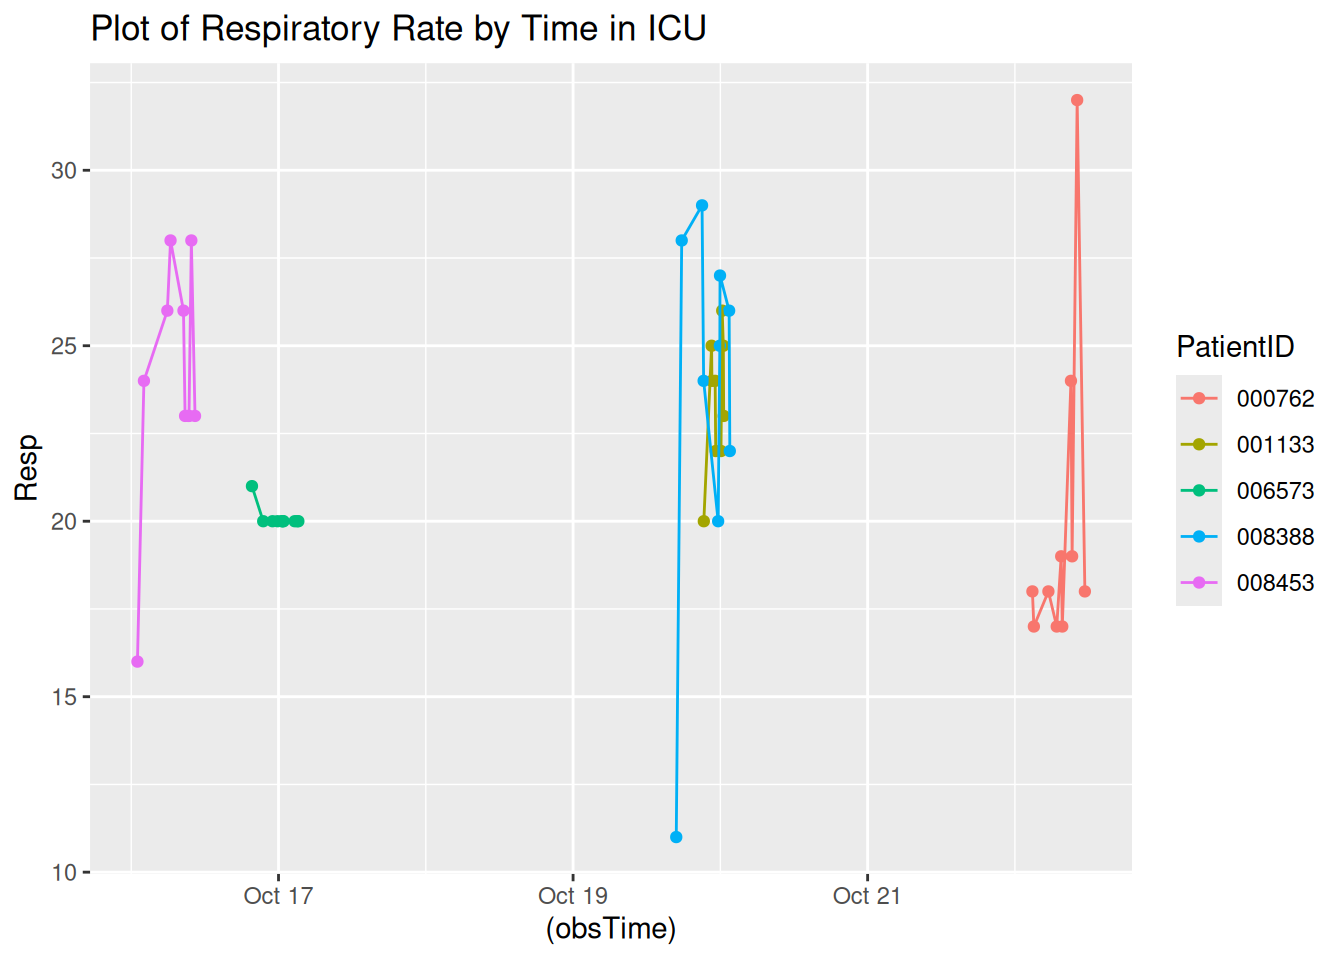 Plot of Respiratory Rate by Time in ICU
30
25
20
15
10
Resp
Oct 17
Oct 19
Oct 21
(obsTime)
PatientID
000762
001133
006573
008388
008453